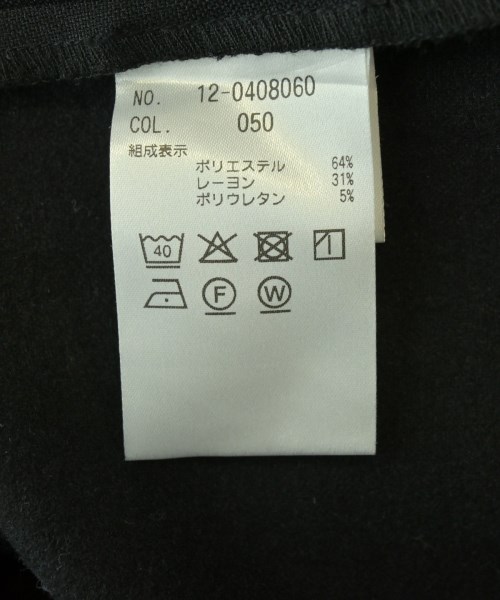 NO. 12-0408060
COL. 050
組成表示
ポリエステル 64%
レーヨン 31%
ポリウレタン 5%
40
F W